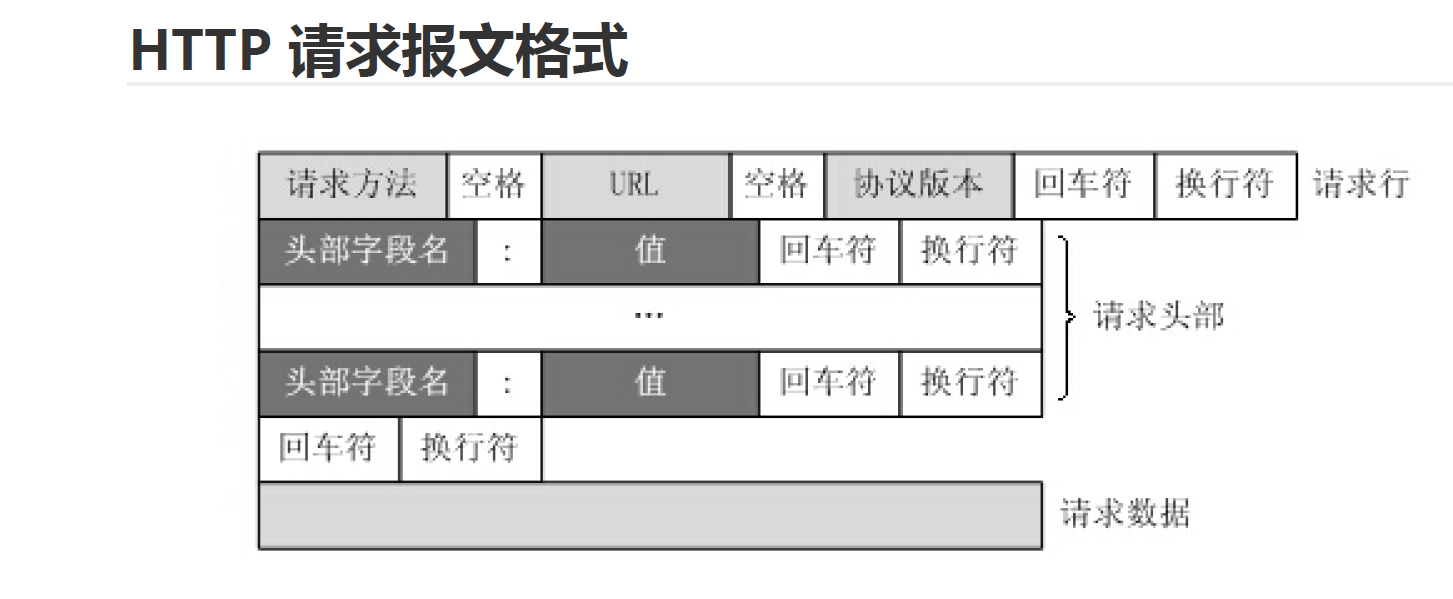 HTTP 请求报文格式
请求方法 空格 URL 空格 协议版本 回车符 换行符 请求行
头部字段名 : 值 回车符 换行符
...
请求头部
头部字段名 : 值 回车符 换行符
回车符 换行符
请求数据